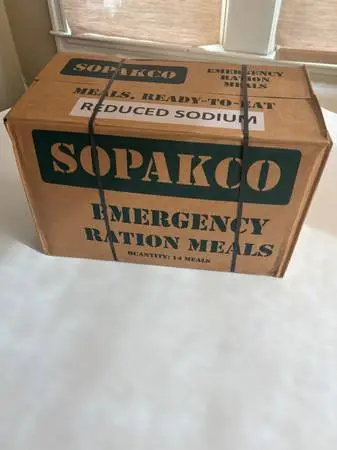 SOPAKCO
EMERGENCY
RATION
MEALS
MEALS, READY-TO-EAT
REDUCED SODIUM
SOPAKCO
EMERGENCY
RATION MEALS
QUANTITY: 14 MEALS